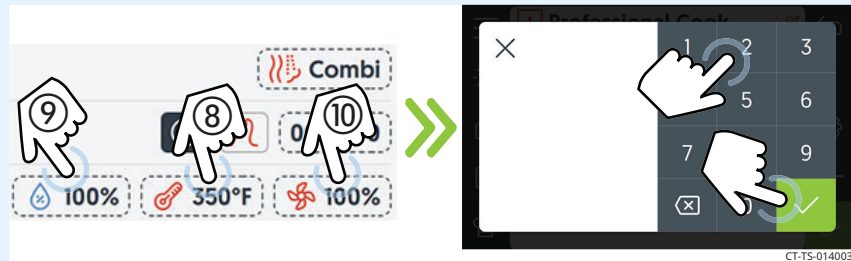 Professional Cook
Combi
1 2 3
⑨ ⑧ ⑩
5 6
7 9
100% 350°F 100%
CT-TS-014003